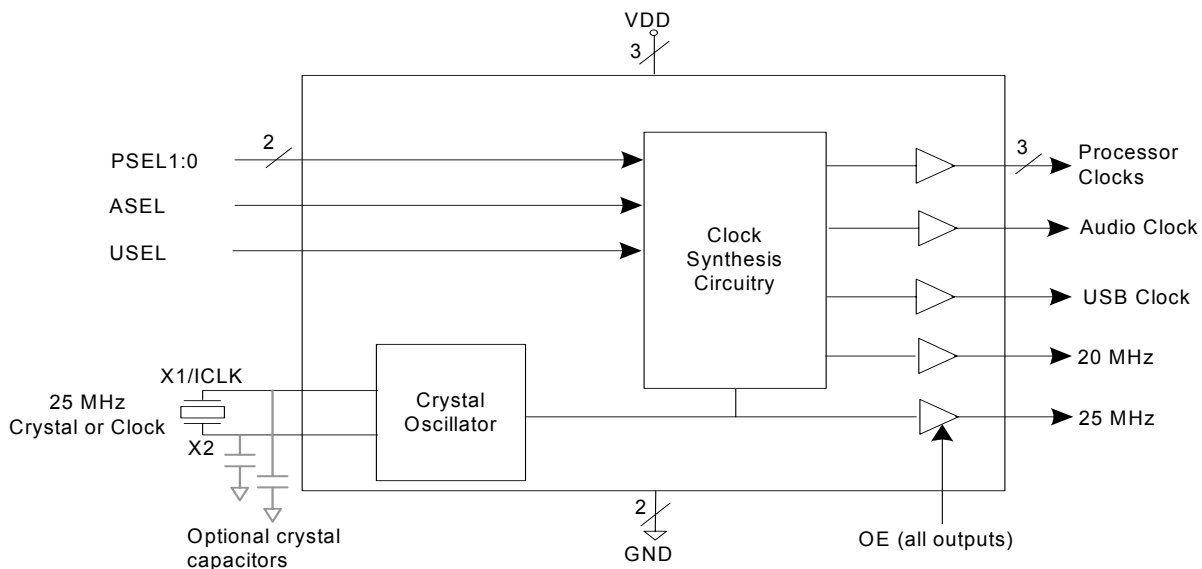 VDD
3
PSEL1:0
2
ASEL
USEL
Clock
Synthesis
Circuitry
3
Processor
Clocks
Audio Clock
USB Clock
20 MHz
25 MHz
X1/ICLK
25 MHz
Crystal or Clock
X2
Crystal
Oscillator
Optional crystal
capacitors
2
GND
OE (all outputs)